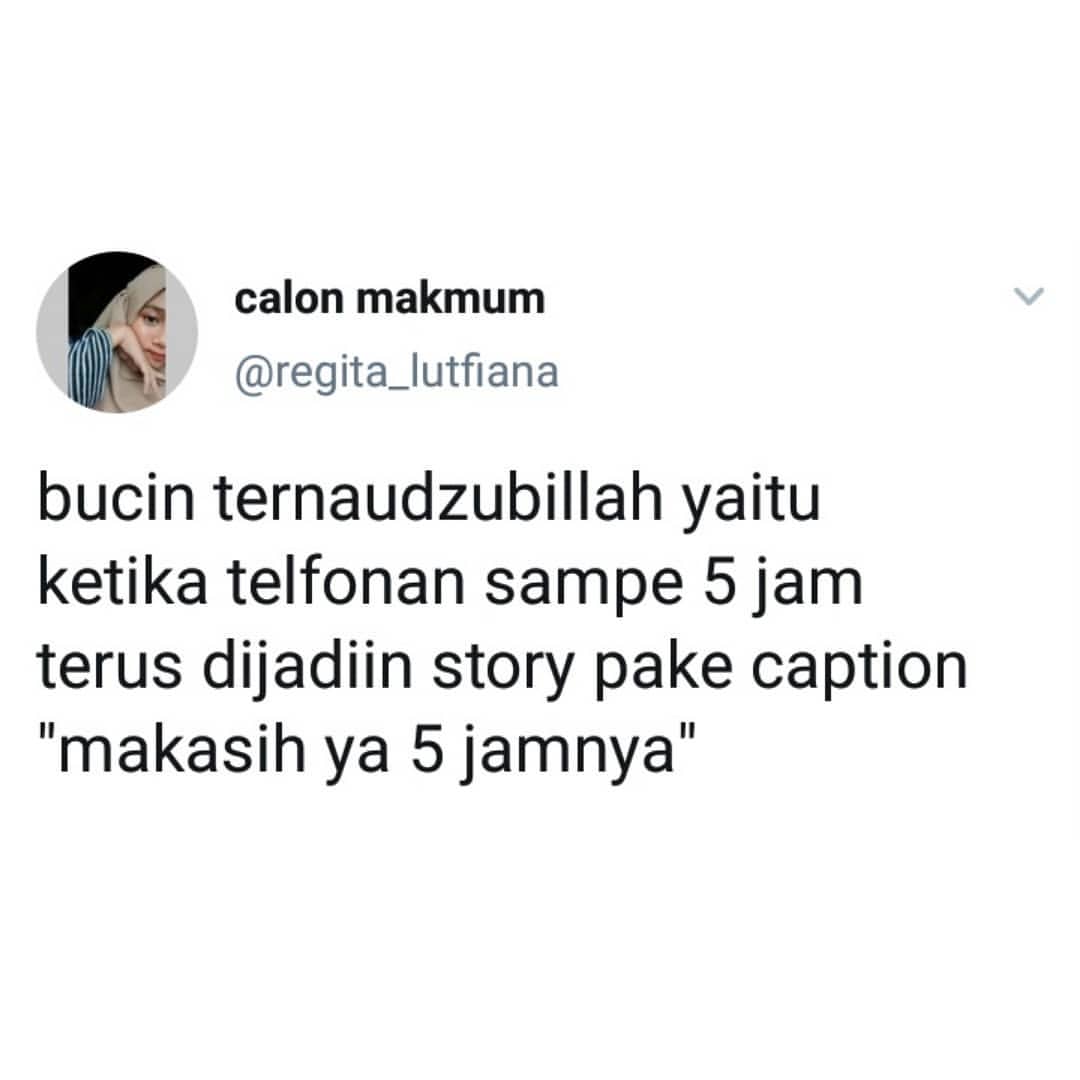 calon makmum
@regita_lutfiana
bucin ternaudzubillah yaitu
ketika telfonan sampe 5 jam
terus dijadiin story pake caption
"makasih ya 5 jamnya"